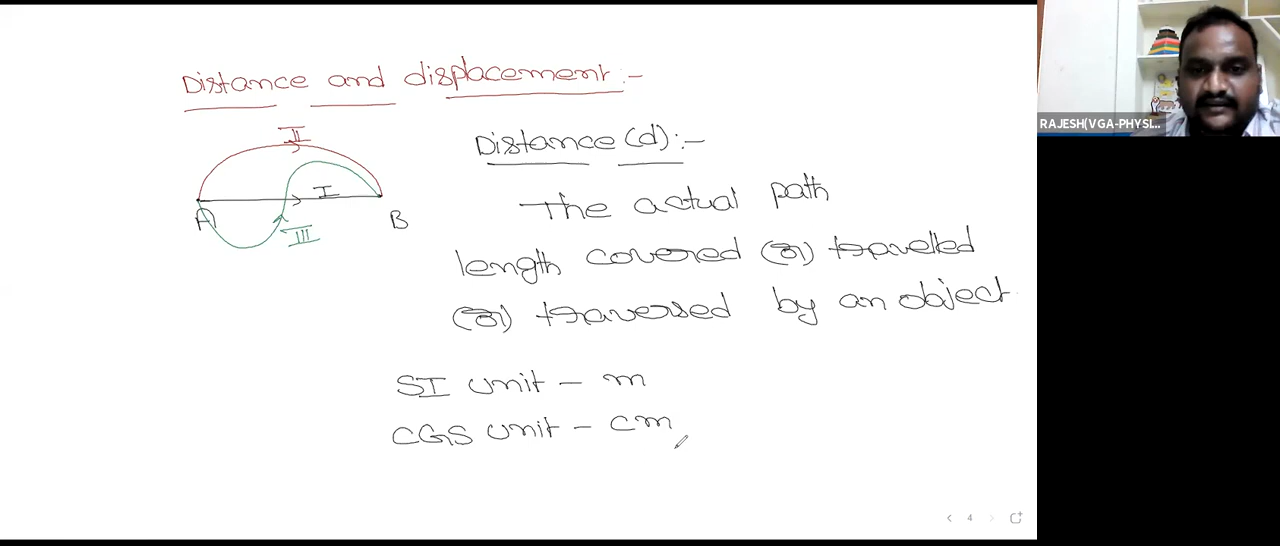 Distance and displacement :-
II
I
A
B
III
Distance (d) :-
The actual path
length covered (or) travelled
(or) traversed by an object
SI unit - m
CGS unit - cm
RAJESH(VGA-PHYSI...
4